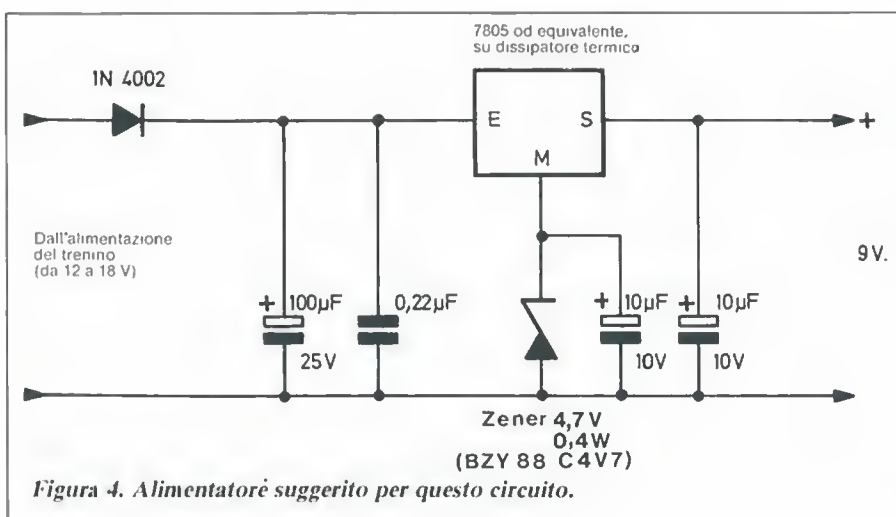 7805 od equivalente,
su dissipatore termico
1N 4002
E
S
M
+
Dall'alimentazione
del trenino
(da 12 a 18 V)
9V.
+ 100µF
25V
0,22µF
+ 10µF
10V
+ 10µF
10V
Zener 4,7V
0,4W
(BZY 88 C4V7)
Figura 4. Alimentatore suggerito per questo circuito.